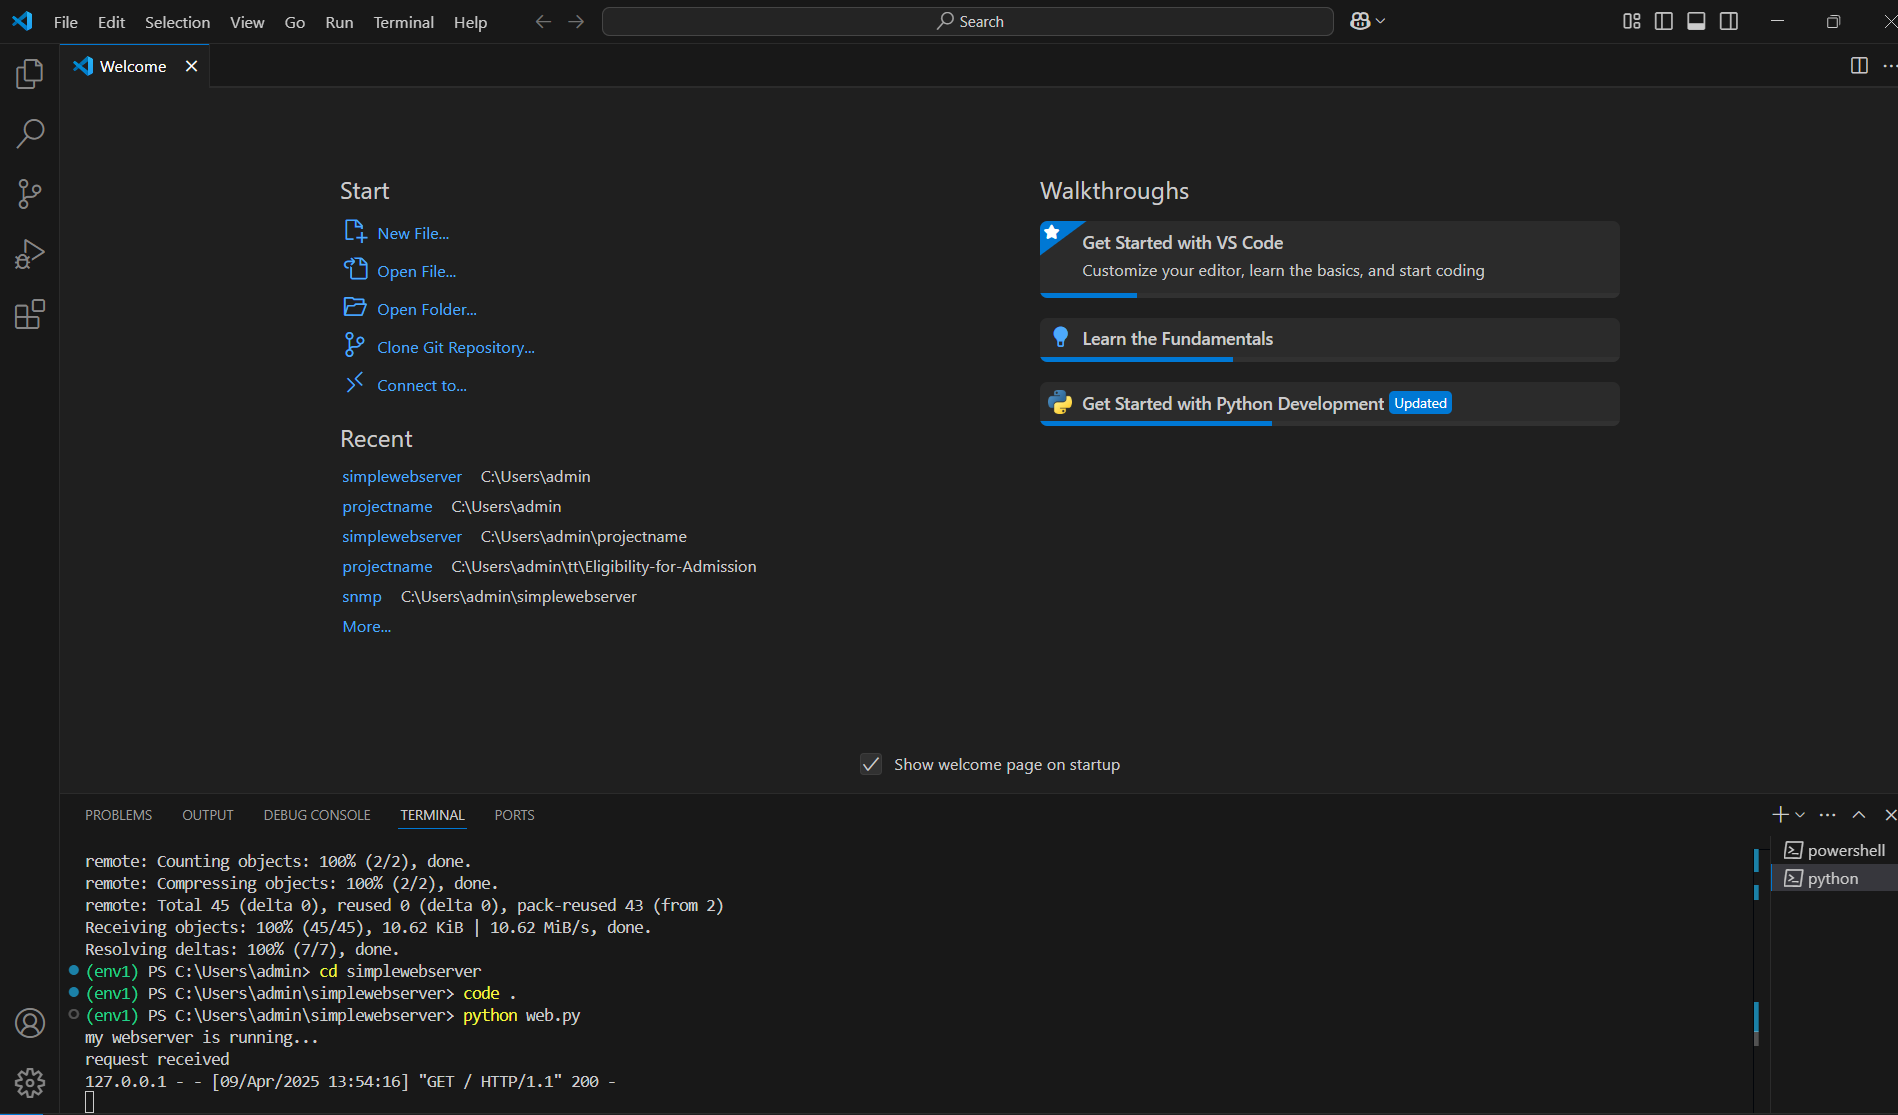 File Edit Selection View Go Run Terminal Help Search
Welcome
Start
New File...
Open File...
Open Folder...
Clone Git Repository...
Connect to...
Recent
simplewebserver C:\Users\admin
projectname C:\Users\admin
simplewebserver C:\Users\admin\projectname
projectname C:\Users\admin\tt\Eligibility-for-Admission
snmp C:\Users\admin\simplewebserver
More...
Walkthroughs
Get Started with VS Code
Customize your editor, learn the basics, and start coding
Learn the Fundamentals
Get Started with Python Development Updated
Show welcome page on startup
PROBLEMS OUTPUT DEBUG CONSOLE TERMINAL PORTS
remote: Counting objects: 100% (2/2), done.
remote: Compressing objects: 100% (2/2), done.
remote: Total 45 (delta 0), reused 0 (delta 0), pack-reused 43 (from 2)
Receiving objects: 100% (45/45), 10.62 KiB | 10.62 MiB/s, done.
Resolving deltas: 100% (7/7), done.
(env1) PS C:\Users\admin> cd simplewebserver
(env1) PS C:\Users\admin\simplewebserver> code .
(env1) PS C:\Users\admin\simplewebserver> python web.py
my webserver is running...
request received
127.0.0.1 - - [09/Apr/2025 13:54:16] "GET / HTTP/1.1" 200 -
powershell
python